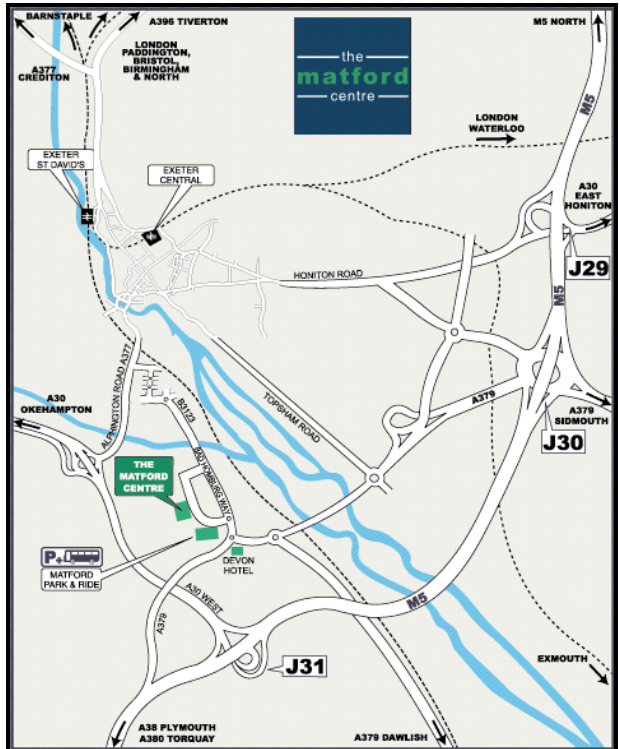 BARNSTAPLE
A396 TIVERTON
M5 NORTH
LONDON
PADDINGTON,
BRISTOL,
BIRMINGHAM
& NORTH
A377
CREDITON
the
matford
centre
M5
LONDON
WATERLOO
EXETER
ST DAVID'S
EXETER
CENTRAL
A30
EAST
HONITON
J29
HONITON ROAD
M5
ALPHINGTON ROAD A377
TOPSHAM ROAD
A379
A379
SIDMOUTH
J30
A30
OKEHAMPTON
B3123
BAD HOMBURG WAY
THE
MATFORD
CENTRE
P+
MATFORD
PARK & RIDE
DEVON
HOTEL
A30 WEST
A379
M5
J31
EXMOUTH
A38 PLYMOUTH
A380 TORQUAY
A379 DAWLISH